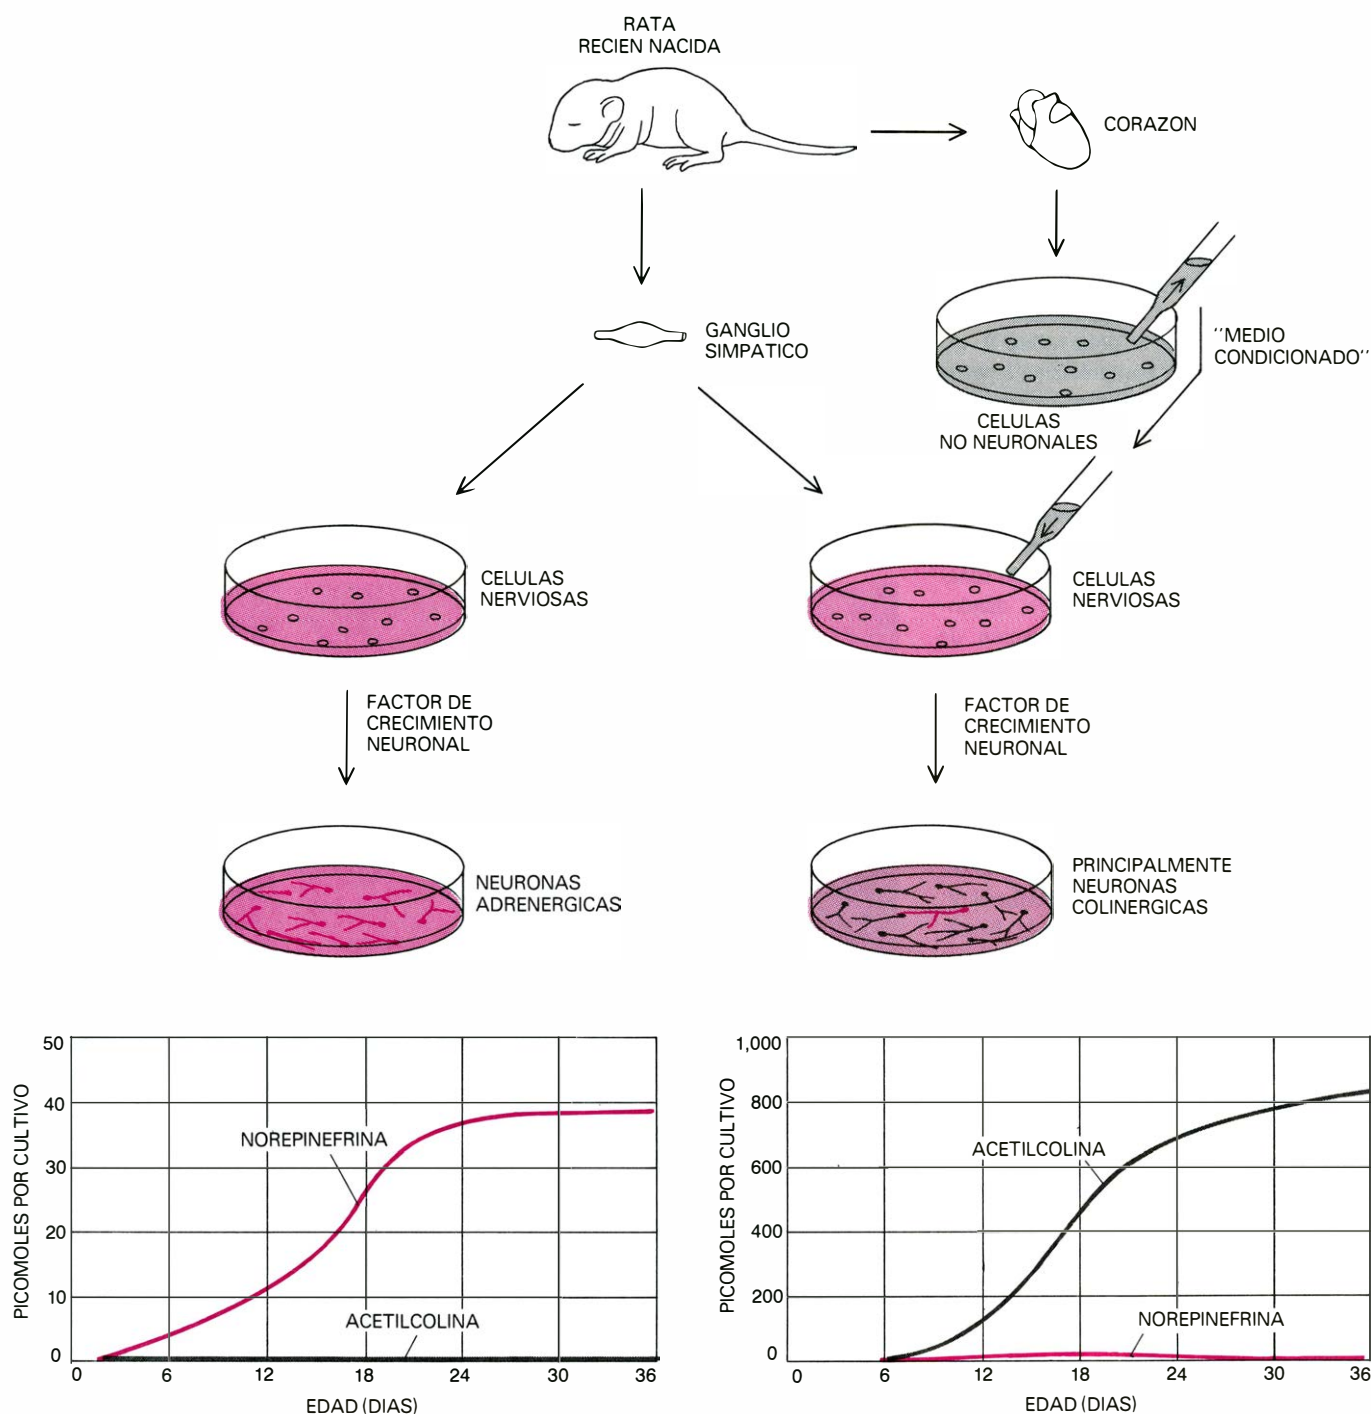 RATA
RECIEN NACIDA
CORAZON
GANGLIO
SIMPATICO
"MEDIO
CONDICIONADO"
CELULAS
NO NEURONALES
CELULAS
NERVIOSAS
CELULAS
NERVIOSAS
FACTOR DE
CRECIMIENTO
NEURONAL
FACTOR DE
CRECIMIENTO
NEURONAL
NEURONAS
ADRENERGICAS
PRINCIPALMENTE
NEURONAS
COLINERGICAS
PICOMOLES POR CULTIVO
50
40
30
20
10
0
NOREPINEFRINA
ACETILCOLINA
0 6 12 18 24 30 36
EDAD (DIAS)
PICOMOLES POR CULTIVO
1,000
800
600
400
200
0
ACETILCOLINA
NOREPINEFRINA
0 6 12 18 24 30 36
EDAD (DIAS)